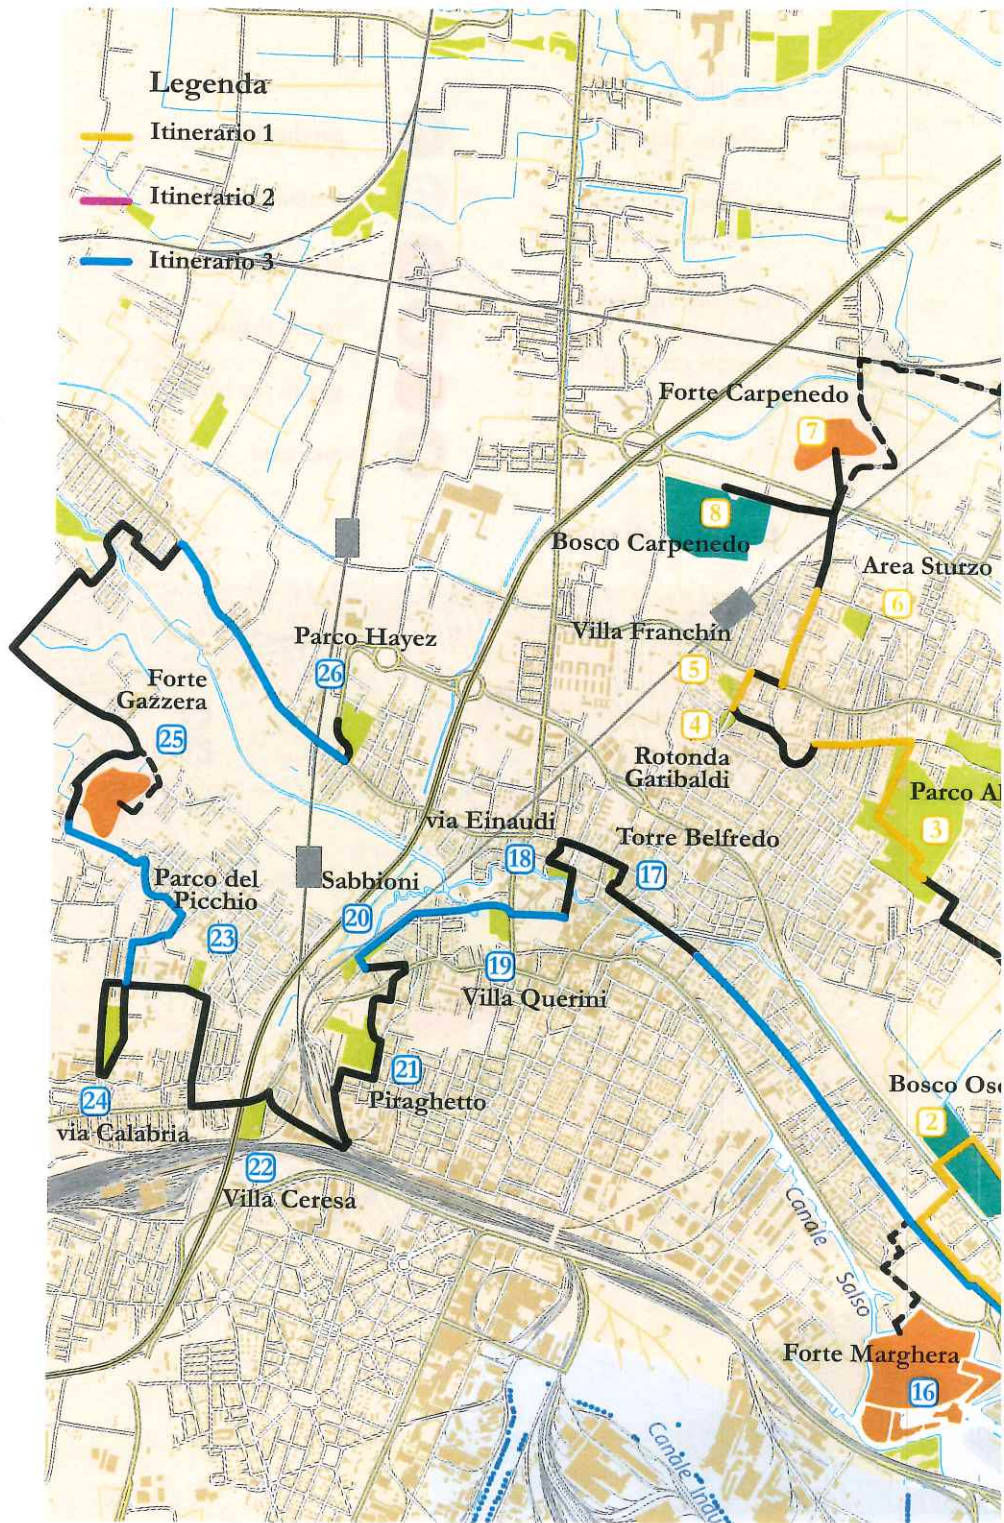 Legenda
Itinerario 1
Itinerario 2
Itinerario 3
Forte Carpenedo
7
8
Bosco Carpenedo
Area Sturzo
6
Villa Franchin
5
Parco Hayez
26
Forte
Gazzera
25
4
Rotonda
Garibaldi
Parco Al
3
via Einaudi
18
Torre Belfredo
17
Sabbioni
20
Parco del
Picchio
23
19
Villa Querini
21
Piraghetto
24
via Calabria
22
Villa Ceresa
Bosco Os
2
Canale
Salso
Forte Marghera
16
Canale Indu